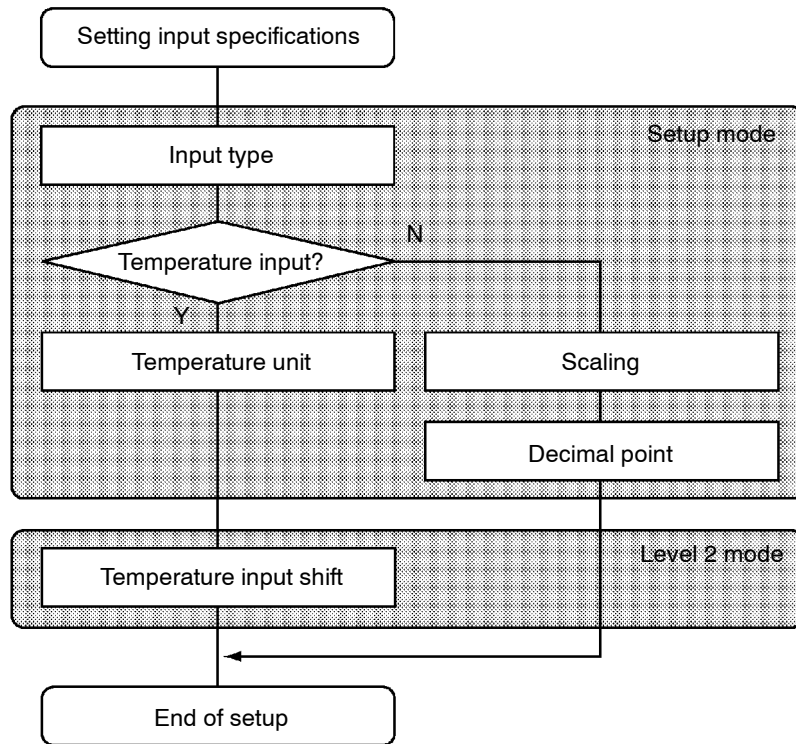 Setting input specifications
Setup mode
Input type
N
Temperature input?
Y
Temperature unit
Scaling
Decimal point
Level 2 mode
Temperature input shift
End of setup